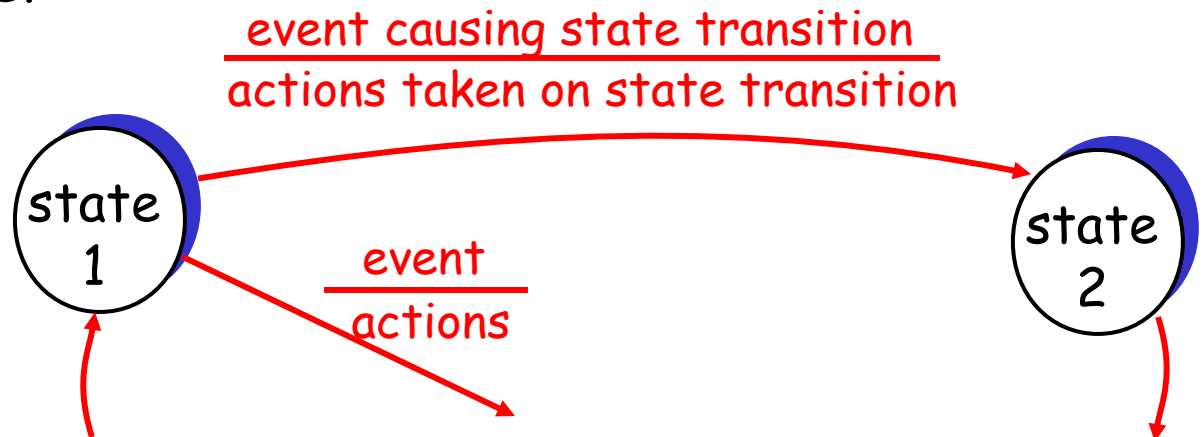 event causing state transition
actions taken on state transition
state
1
state
2
event
actions